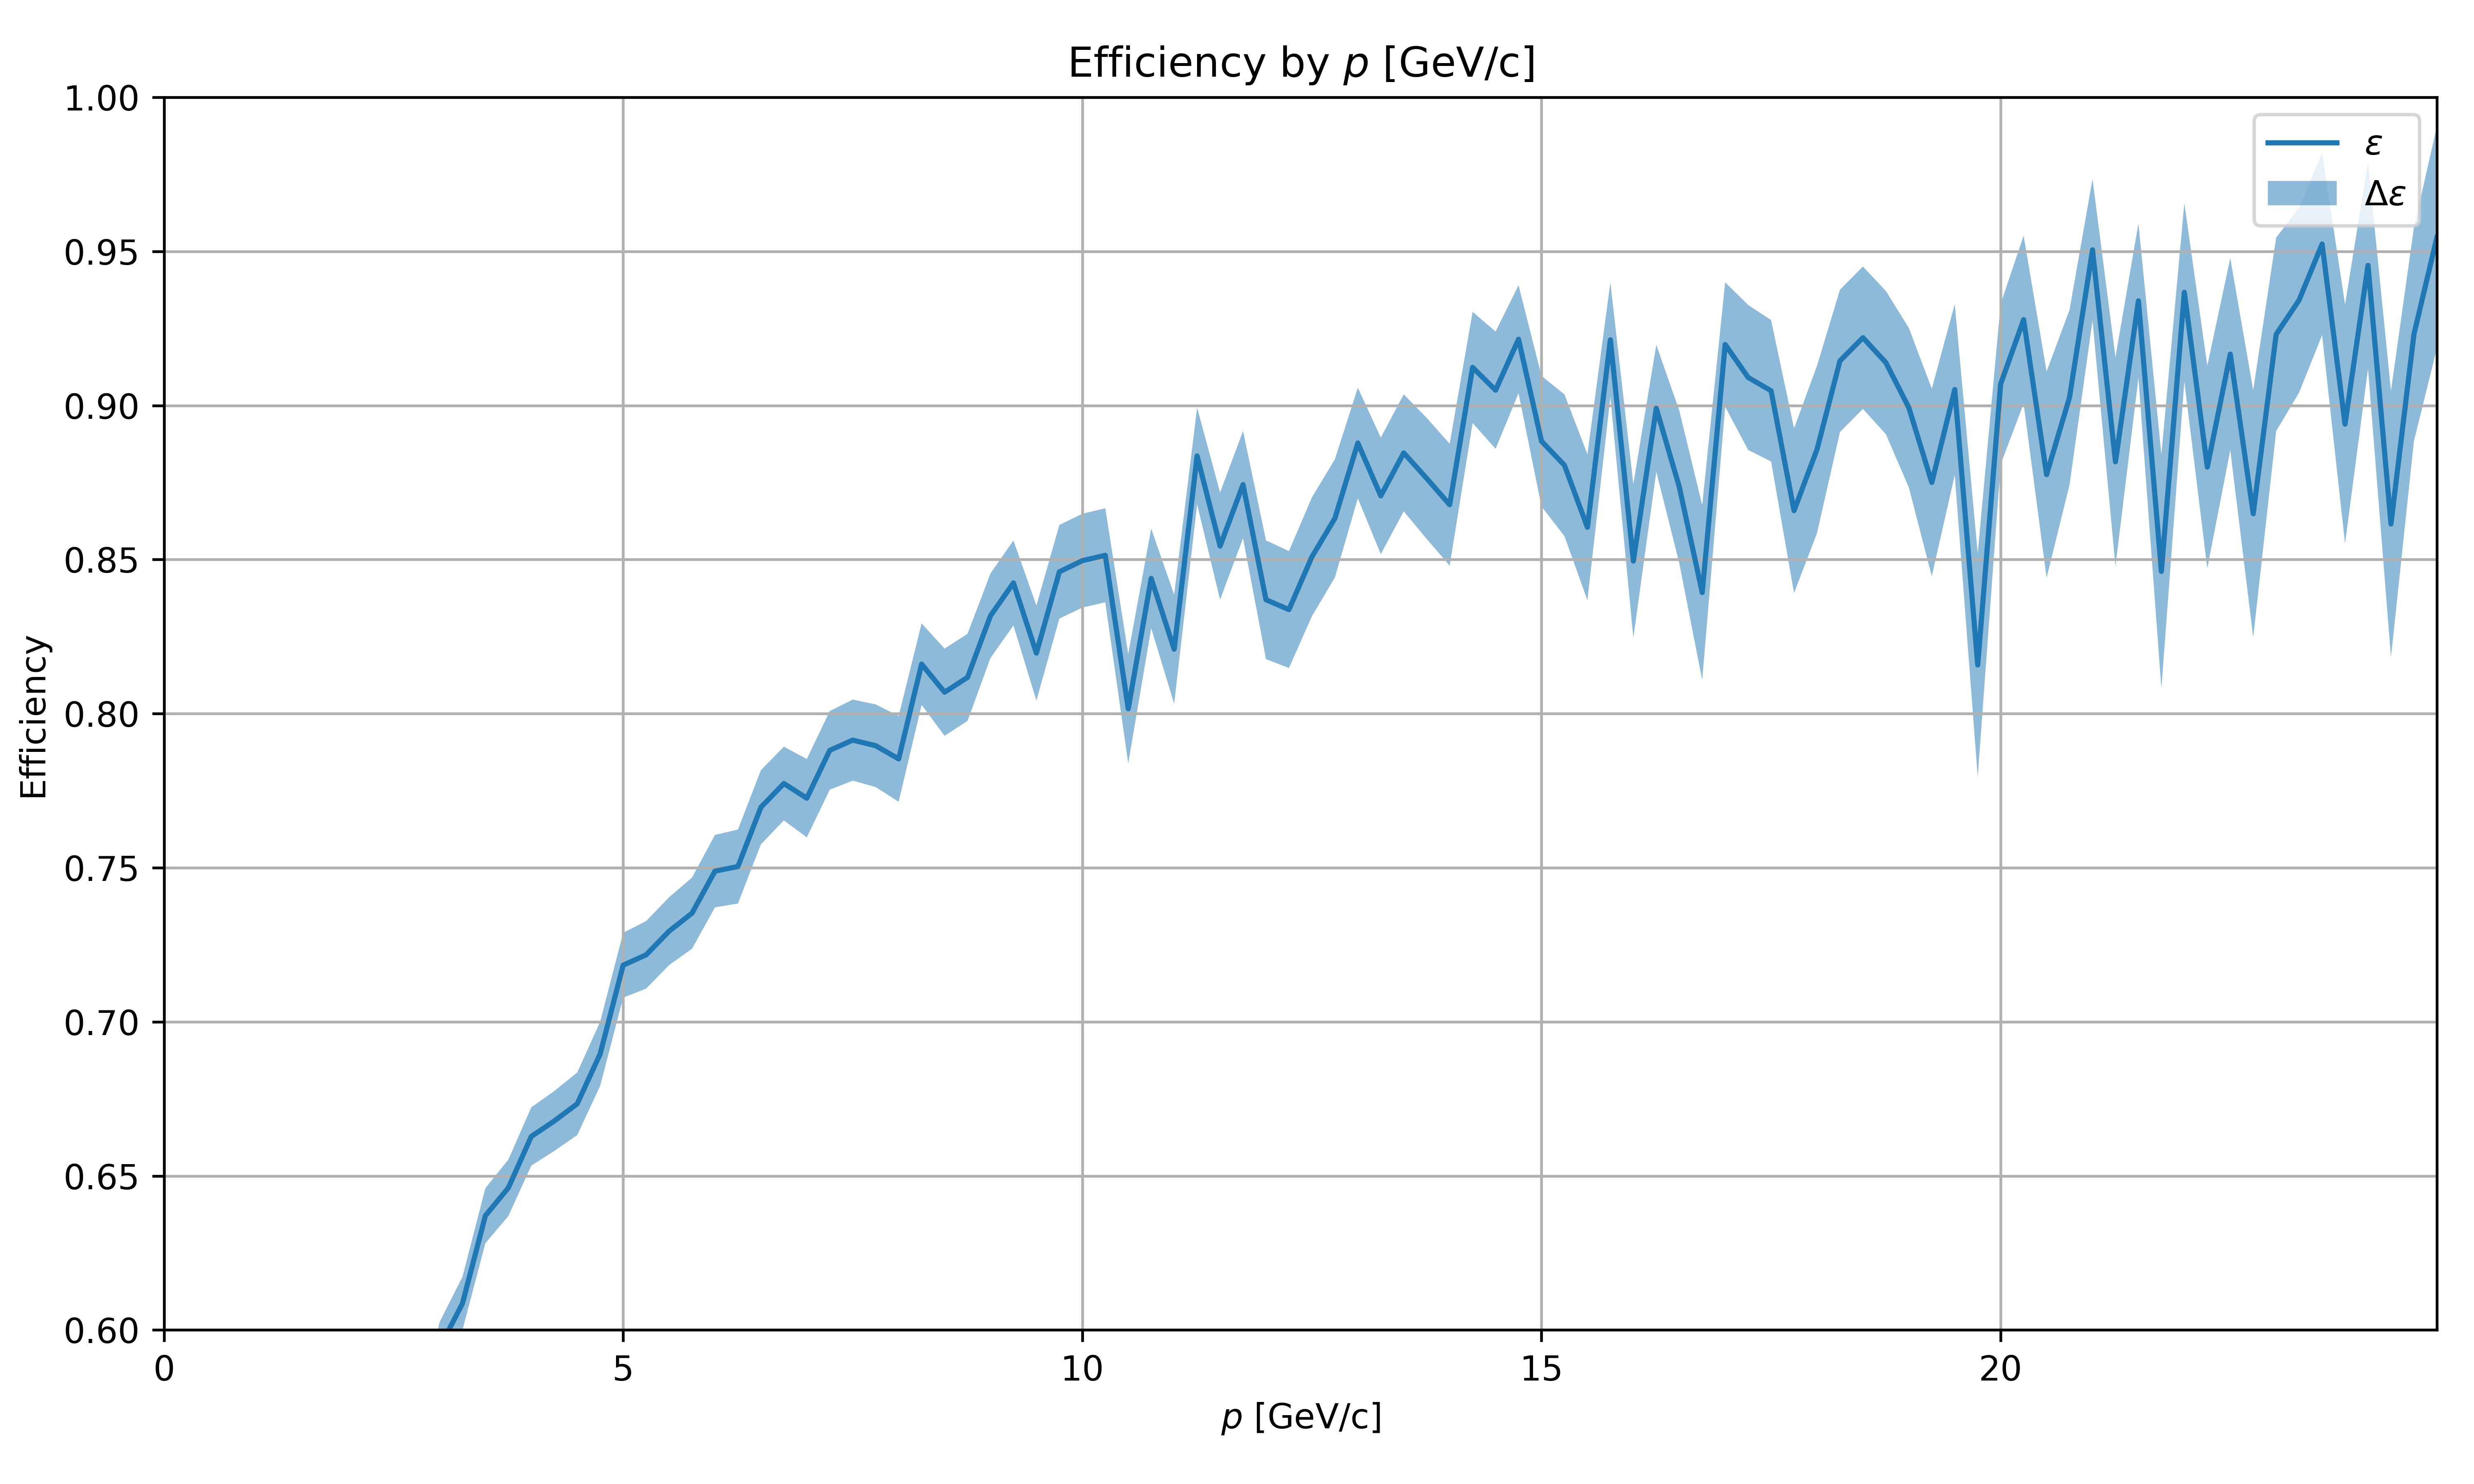 Efficiency by p [GeV/c]
ε
Δε
1.00
0.95
0.90
0.85
0.80
0.75
0.70
0.65
0.60
Efficiency
0 5 10 15 20
p [GeV/c]